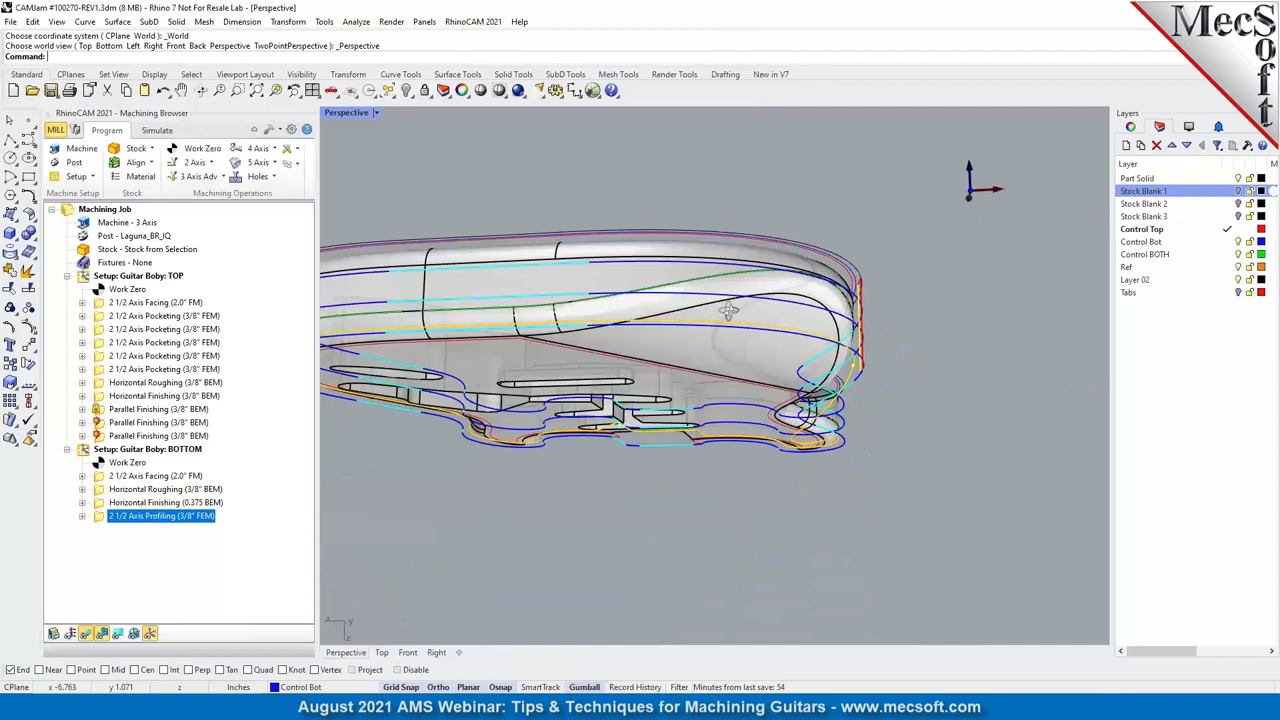 CAMJam #100270-REV1.3dm (8 MB) - Rhino 7 Not For Resale Lab - [Perspective]
File Edit View Curve Surface SubD Solid Mesh Dimension Transform Tools Analyze Render Panels RhinoCAM 2021 Help
Choose coordinate system ( CPlane World ): _World
Choose world view ( Top Bottom Left Right Front Back Perspective TwoPointPerspective ): _Perspective
Command:
Standard CPlanes Set View Display Select Viewport Layout Visibility Transform Curve Tools Surface Tools Solid Tools SubD Tools Mesh Tools Render Tools Drafting New in V7
RhinoCAM 2021 - Machining Browser
MILL Program Simulate
Machine Stock Work Zero 4 Axis
Post Align 2 Axis 5 Axis
Setup Material 3 Axis Adv Holes
Machine Setup Stock Machining Operations
Machining Job
Machine - 3 Axis
Post - Laguna_BR_IQ
Stock - Stock from Selection
Fixtures - None
Setup: Guitar Boby: TOP
Work Zero
2 1/2 Axis Facing (2.0" FM)
2 1/2 Axis Pocketing (3/8" FEM)
2 1/2 Axis Pocketing (3/8" FEM)
2 1/2 Axis Pocketing (3/8" FEM)
2 1/2 Axis Pocketing (3/8" FEM)
2 1/2 Axis Pocketing (3/8" FEM)
Horizontal Roughing (3/8" BEM)
Horizontal Finishing (3/8" BEM)
Parallel Finishing (3/8" BEM)
Parallel Finishing (3/8" BEM)
Parallel Finishing (3/8" BEM)
Setup: Guitar Boby: BOTTOM
Work Zero
2 1/2 Axis Facing (2.0" FM)
Horizontal Roughing (3/8" BEM)
Horizontal Finishing (0.375 BEM)
2 1/2 Axis Profiling (3/8" FEM)
Perspective
x y
z
Perspective Top Front Right
Layers
Layer M
Part Solid
Stock Blank 1
Stock Blank 2
Stock Blank 3
Control Top
Control Bot
Control BOTH
Ref
Layer 02
Tabs
MecSoft
End Near Point Mid Cen Int Perp Tan Quad Knot Vertex Project Disable
CPlane x -6.763 y 1.071 z Inches Control Bot Grid Snap Ortho Planar Osnap SmartTrack Gumball Record History Filter Minutes from last save: 54
August 2021 AMS Webinar: Tips & Techniques for Machining Guitars - www.mecsoft.com